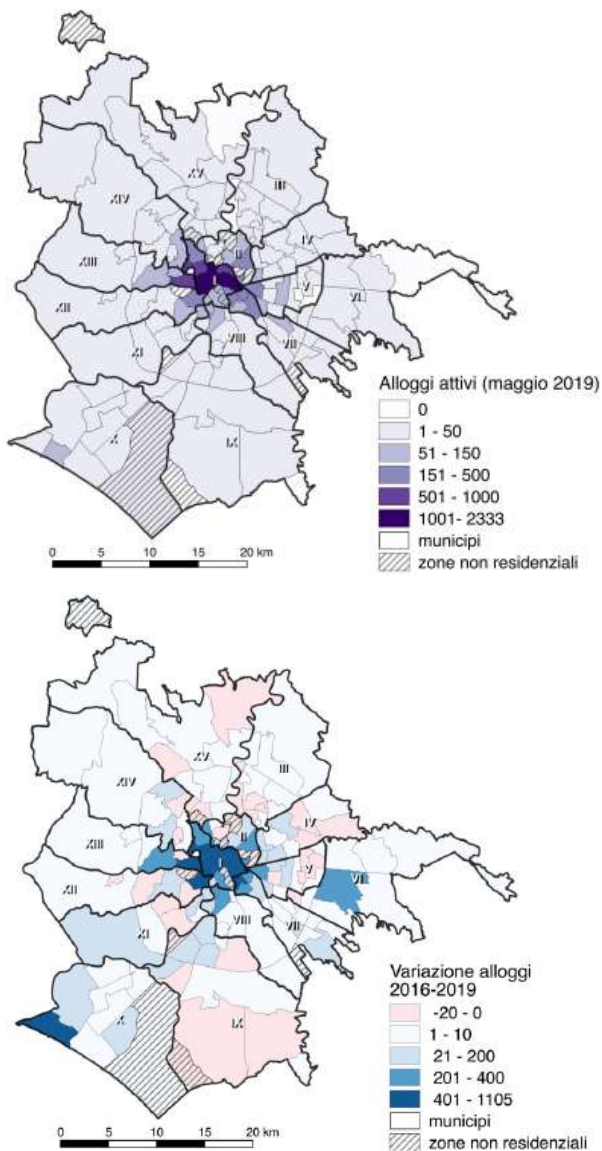 XV
III
XIV
II
IV
XIII
I
V
VI
XII
VIII
VII
XI
X
IX
Alloggi attivi (maggio 2019)
0
1 - 50
51 - 150
151 - 500
501 - 1000
1001- 2333
municipi
zone non residenziali
0 5 10 15 20 km
XV
III
XIV
II
IV
XIII
I
V
VI
XII
VIII
VII
XI
X
IX
Variazione alloggi
2016-2019
-20 - 0
1 - 10
21 - 200
201 - 400
401 - 1105
municipi
zone non residenziali
0 5 10 15 20 km